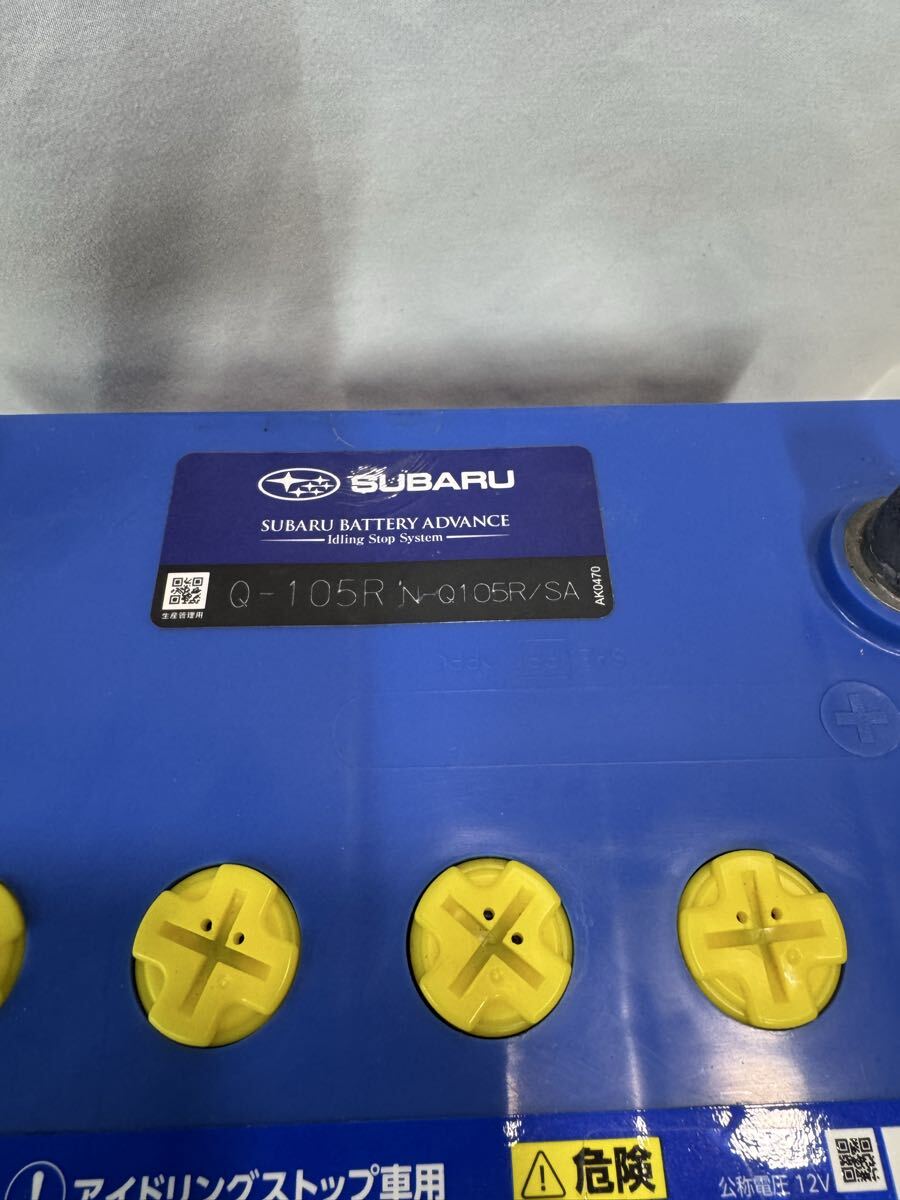 SUBARU
SUBARU BATTERY ADVANCE
Idling Stop System
Q-105R N-Q105R/SA
生産管理用
AK0470
アイドリングストップ車用
危険
公称電圧 12V